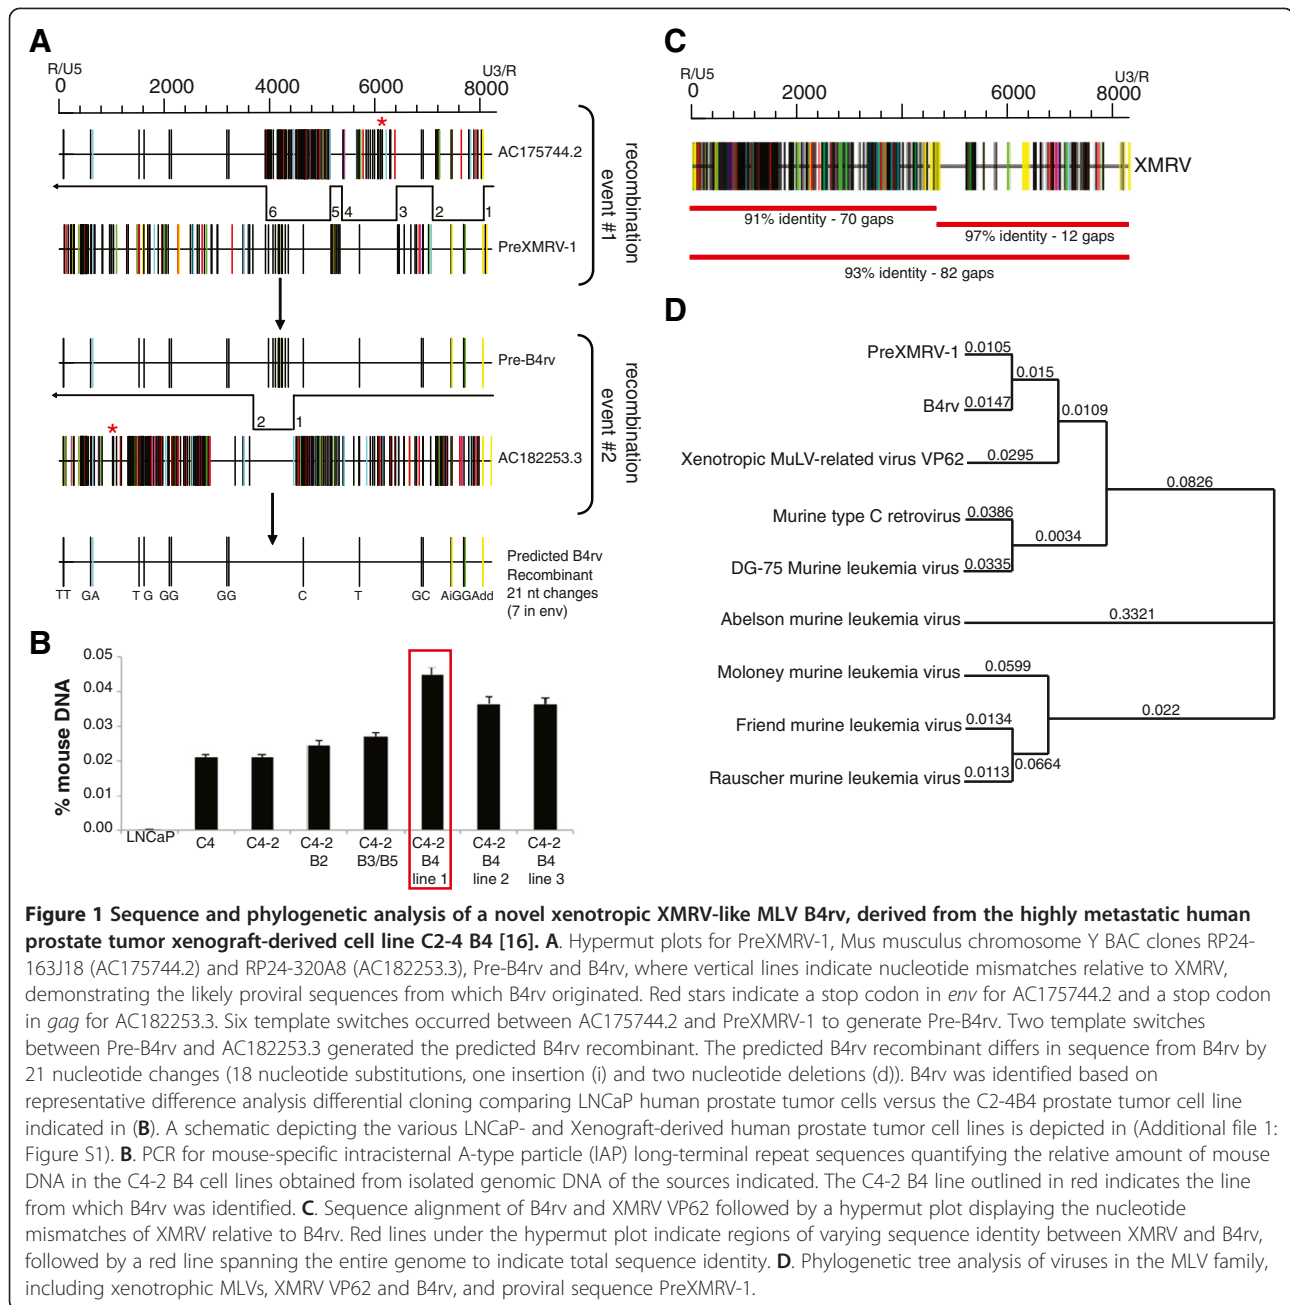 A
R/U5
U3/R
0 2000 4000 6000 8000
*
AC175744.2
6 5 4 3 2 1
PreXMRV-1
recombination
event #1
Pre-B4rv
2 1
*
AC182253.3
recombination
event #2
Predicted B4rv
Recombinant
21 nt changes
(7 in env)
TT GA T G GG GG C T GC AiGGAdd
B
% mouse DNA
0.05
0.04
0.03
0.02
0.01
0.00
LNCaP
C4
C4-2
C4-2
B2
C4-2
B3/B5
C4-2
B4
line 1
C4-2
B4
line 2
C4-2
B4
line 3
C
R/U5
U3/R
0 2000 6000 8000
XMRV
91% identity - 70 gaps
97% identity - 12 gaps
93% identity - 82 gaps
D
PreXMRV-1
0.0105
0.015
B4rv
0.0147
0.0109
Xenotropic MuLV-related virus VP62
0.0295
0.0826
Murine type C retrovirus
0.0386
0.0034
DG-75 Murine leukemia virus
0.0335
Abelson murine leukemia virus
0.3321
Moloney murine leukemia virus
0.0599
0.022
Friend murine leukemia virus
0.0134
0.0664
Rauscher murine leukemia virus
0.0113
Figure 1 Sequence and phylogenetic analysis of a novel xenotropic XMRV-like MLV B4rv, derived from the highly metastatic human
prostate tumor xenograft-derived cell line C2-4 B4 [16]. A. Hypermut plots for PreXMRV-1, Mus musculus chromosome Y BAC clones RP24-
163J18 (AC175744.2) and RP24-320A8 (AC182253.3), Pre-B4rv and B4rv, where vertical lines indicate nucleotide mismatches relative to XMRV,
demonstrating the likely proviral sequences from which B4rv originated. Red stars indicate a stop codon in env for AC175744.2 and a stop codon
in gag for AC182253.3. Six template switches occurred between AC175744.2 and PreXMRV-1 to generate Pre-B4rv. Two template switches
between Pre-B4rv and AC182253.3 generated the predicted B4rv recombinant. The predicted B4rv recombinant differs in sequence from B4rv by
21 nucleotide changes (18 nucleotide substitutions, one insertion (i) and two nucleotide deletions (d)). B4rv was identified based on
representative difference analysis differential cloning comparing LNCaP human prostate tumor cells versus the C2-4B4 prostate tumor cell line
indicated in (B). A schematic depicting the various LNCaP- and Xenograft-derived human prostate tumor cell lines is depicted in (Additional file 1:
Figure S1). B. PCR for mouse-specific intracisternal A-type particle (IAP) long-terminal repeat sequences quantifying the relative amount of mouse
DNA in the C4-2 B4 cell lines obtained from isolated genomic DNA of the sources indicated. The C4-2 B4 line outlined in red indicates the line
from which B4rv was identified. C. Sequence alignment of B4rv and XMRV VP62 followed by a hypermut plot displaying the nucleotide
mismatches of XMRV relative to B4rv. Red lines under the hypermut plot indicate regions of varying sequence identity between XMRV and B4rv,
followed by a red line spanning the entire genome to indicate total sequence identity. D. Phylogenetic tree analysis of viruses in the MLV family,
including xenotrophic MLVs, XMRV VP62 and B4rv, and proviral sequence PreXMRV-1.